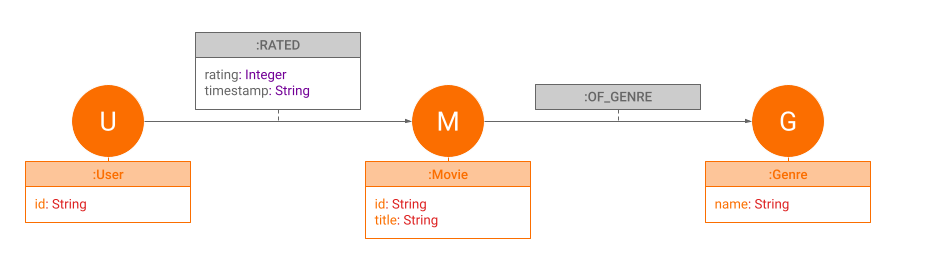 :RATED
rating: Integer
timestamp: String
:OF_GENRE
U
M
G
:User
id: String
:Movie
id: String
title: String
:Genre
name: String